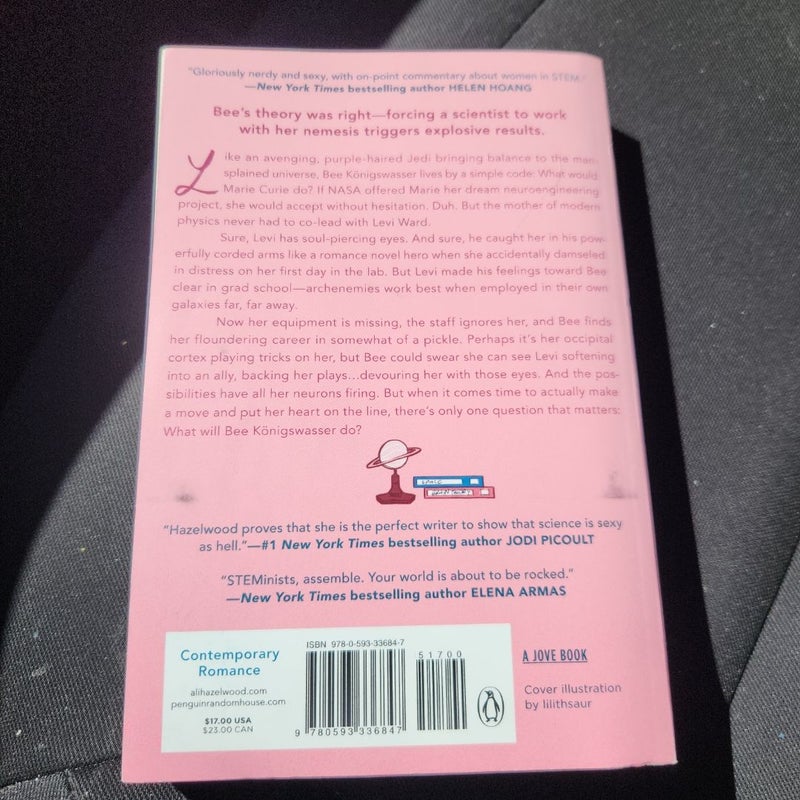 "Gloriously nerdy and sexy, with on-point commentary about women in STEM."
—New York Times bestselling author HELEN HOANG
Bee's theory was right—forcing a scientist to work
with her nemesis triggers explosive results.
Like an avenging, purple-haired Jedi bringing balance to the man-
splained universe, Bee Königswasser lives by a simple code: What would
Marie Curie do? If NASA offered Marie her dream neuroengineering
project, she would accept without hesitation. Duh. But the mother of modern
physics never had to co-lead with Levi Ward.
Sure, Levi has soul-piercing eyes. And sure, he caught her in his pow-
erfully corded arms like a romance novel hero when she accidentally damseled
in distress on her first day in the lab. But Levi made his feelings toward Bee
clear in grad school—archenemies work best when employed in their own
galaxies far, far away.
Now her equipment is missing, the staff ignores her, and Bee finds
her floundering career in somewhat of a pickle. Perhaps it's her occipital
cortex playing tricks on her, but Bee could swear she can see Levi softening
into an ally, backing her plays...devouring her with those eyes. And the pos-
sibilities have all her neurons firing. But when it comes time to actually make
a move and put her heart on the line, there's only one question that matters:
What will Bee Königswasser do?
"Hazelwood proves that she is the perfect writer to show that science is sexy
as hell."—#1 New York Times bestselling author JODI PICOULT
"STEMinists, assemble. Your world is about to be rocked."
—New York Times bestselling author ELENA ARMAS
Contemporary
Romance
alihazelwood.com
penguinrandomhouse.com
$17.00 USA
$23.00 CAN
ISBN 978-0-593-33684-7
51700
9 780593 336847
A JOVE BOOK
Cover illustration
by lilithsaur